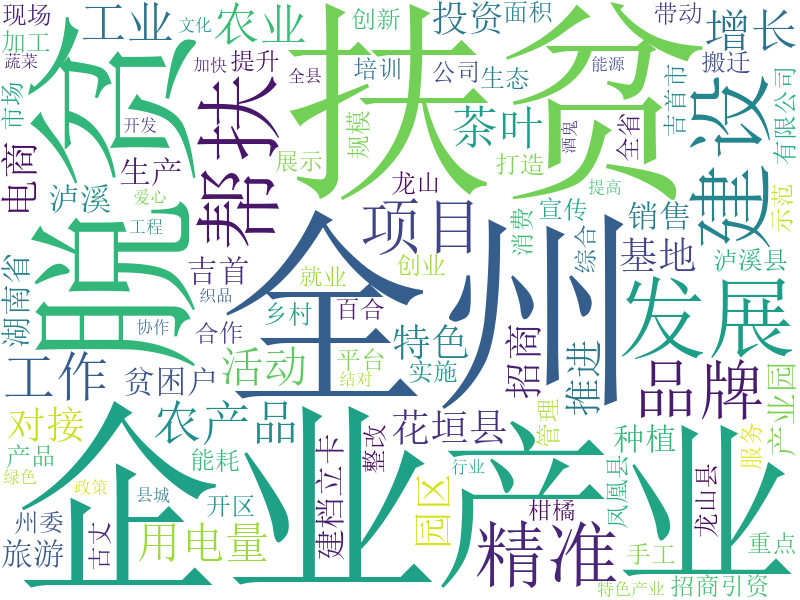 现场
加工
文化
蔬菜
工业
加快
农业
提升
创新
全县
培训
投资
面积
公司
生态
带动
能源
搬迁
增长
市场
开发
脱贫
帮扶
扶贫
茶叶
规模
酒鬼
全省
吉首市
建设
有限公司
电商
生产
展示
打造
泸溪
爱心
龙山
提高
工程
项目
消费
宣传
销售
示范
湖南省
吉首
全州
综合
基地
泸溪县
织品
就业
创业
协作
合作
乡村
百合
特色
发展
工作
贫困户
活动
平台
实施
招商
推进
品牌
结对
对接
农产品
花垣县
管理
种植
服务
产业园
产品
能耗
建档立卡
整改
行业
绿色
政策
县城
企业
产业
园区
凤凰县
龙山县
州委
开区
柑橘
旅游
古丈
用电量
精准
手工
重点
特色产业
招商引资